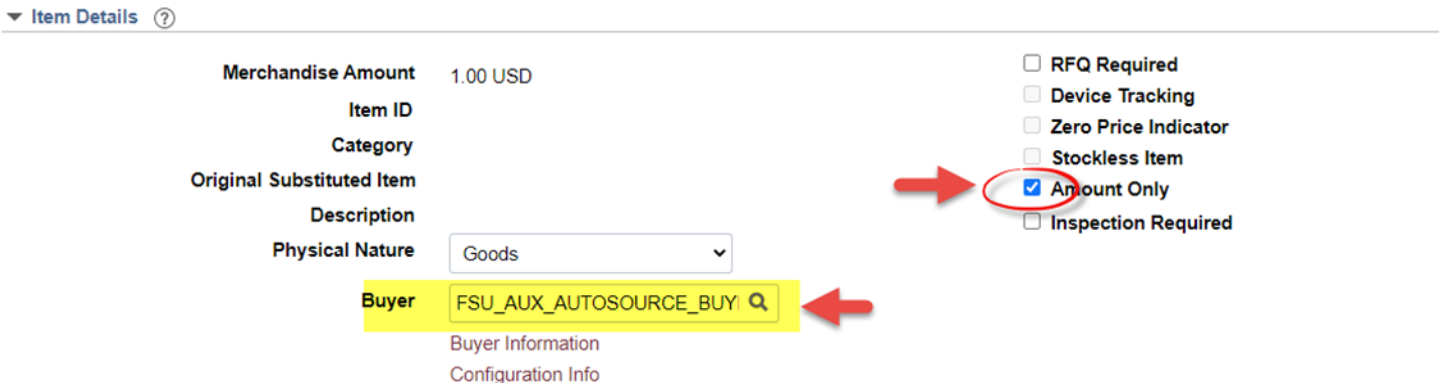 Item Details ?
Merchandise Amount 1.00 USD
Item ID
Category
Original Substituted Item
Description
Physical Nature Goods
Buyer FSU_AUX_AUTOSOURCE_BUY
Buyer Information
Configuration Info
RFQ Required
Device Tracking
Zero Price Indicator
Stockless Item
Amount Only
Inspection Required